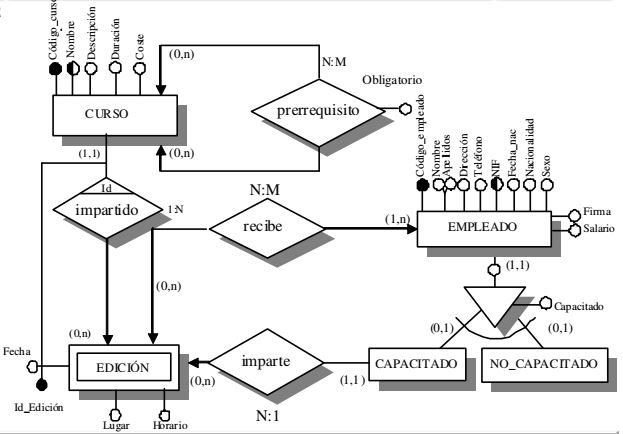 Código_curso
Nombre
Descripción
Duración
Coste
(0,n)
N:M
Obligatorio
CURSO
prerrequisito
(1,1)
(0,n)
Código_empleado
Nombre
Apellidos
Dirección
Teléfono
NIF
Fecha_nac
Nacionalidad
Sexo
Id
impartido
1:N
N:M
recibe
(1,n)
EMPLEADO
Firma
Salario
(0,n)
(1,1)
Capacitado
(0,n)
(0,1)
(0,1)
Fecha
EDICIÓN
(0,n)
imparte
(1,1)
CAPACITADO
NO_CAPACITADO
Id_Edición
Lugar
Horario
N:1